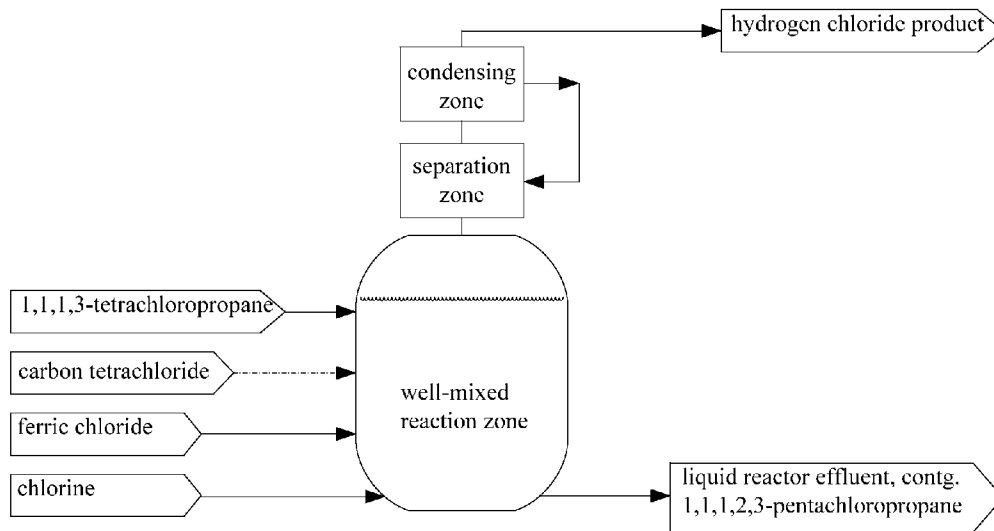 hydrogen chloride product
condensing
zone
separation
zone
1,1,1,3-tetrachloropropane
carbon tetrachloride
ferric chloride
chlorine
well-mixed
reaction zone
liquid reactor effluent, contg.
1,1,1,2,3-pentachloropropane